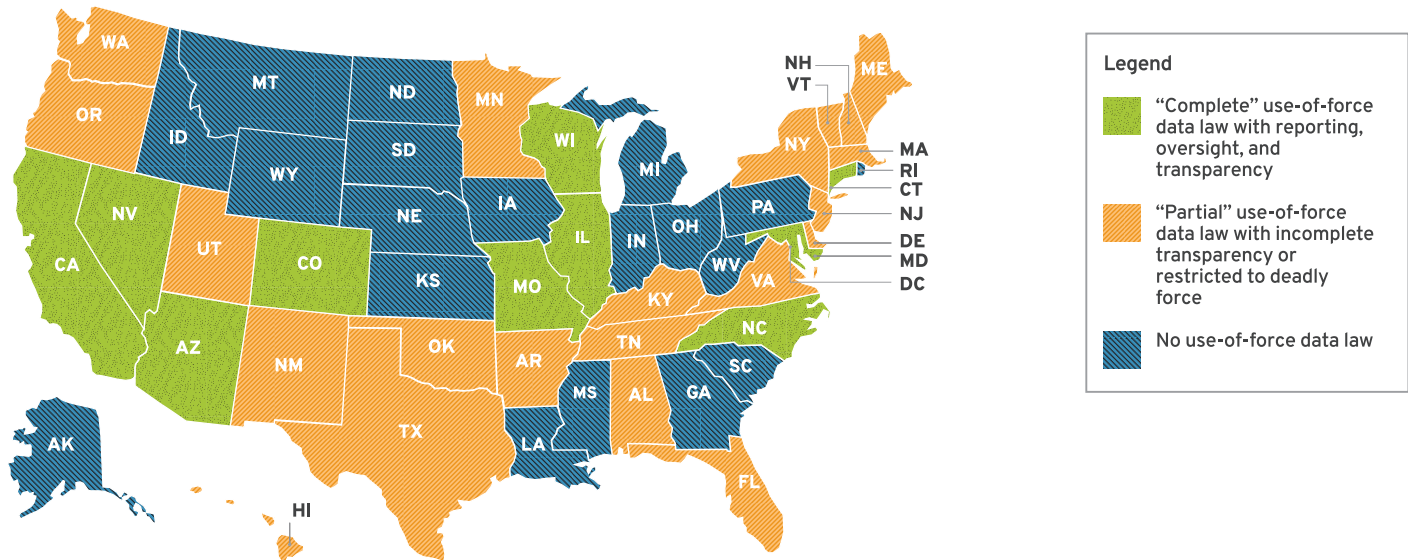 WA
OR
CA
NV
ID
MT
WY
UT
AZ
CO
NM
ND
SD
NE
KS
OK
TX
MN
IA
MO
AR
LA
WI
IL
MI
IN
OH
KY
TN
MS
AL
GA
FL
SC
NC
VA
WV
PA
NY
ME
NH
VT
MA
RI
CT
NJ
DE
MD
DC
AK
HI
Legend
“Complete” use-of-force
data law with reporting,
oversight, and
transparency
“Partial” use-of-force
data law with incomplete
transparency or
restricted to deadly
force
No use-of-force data law